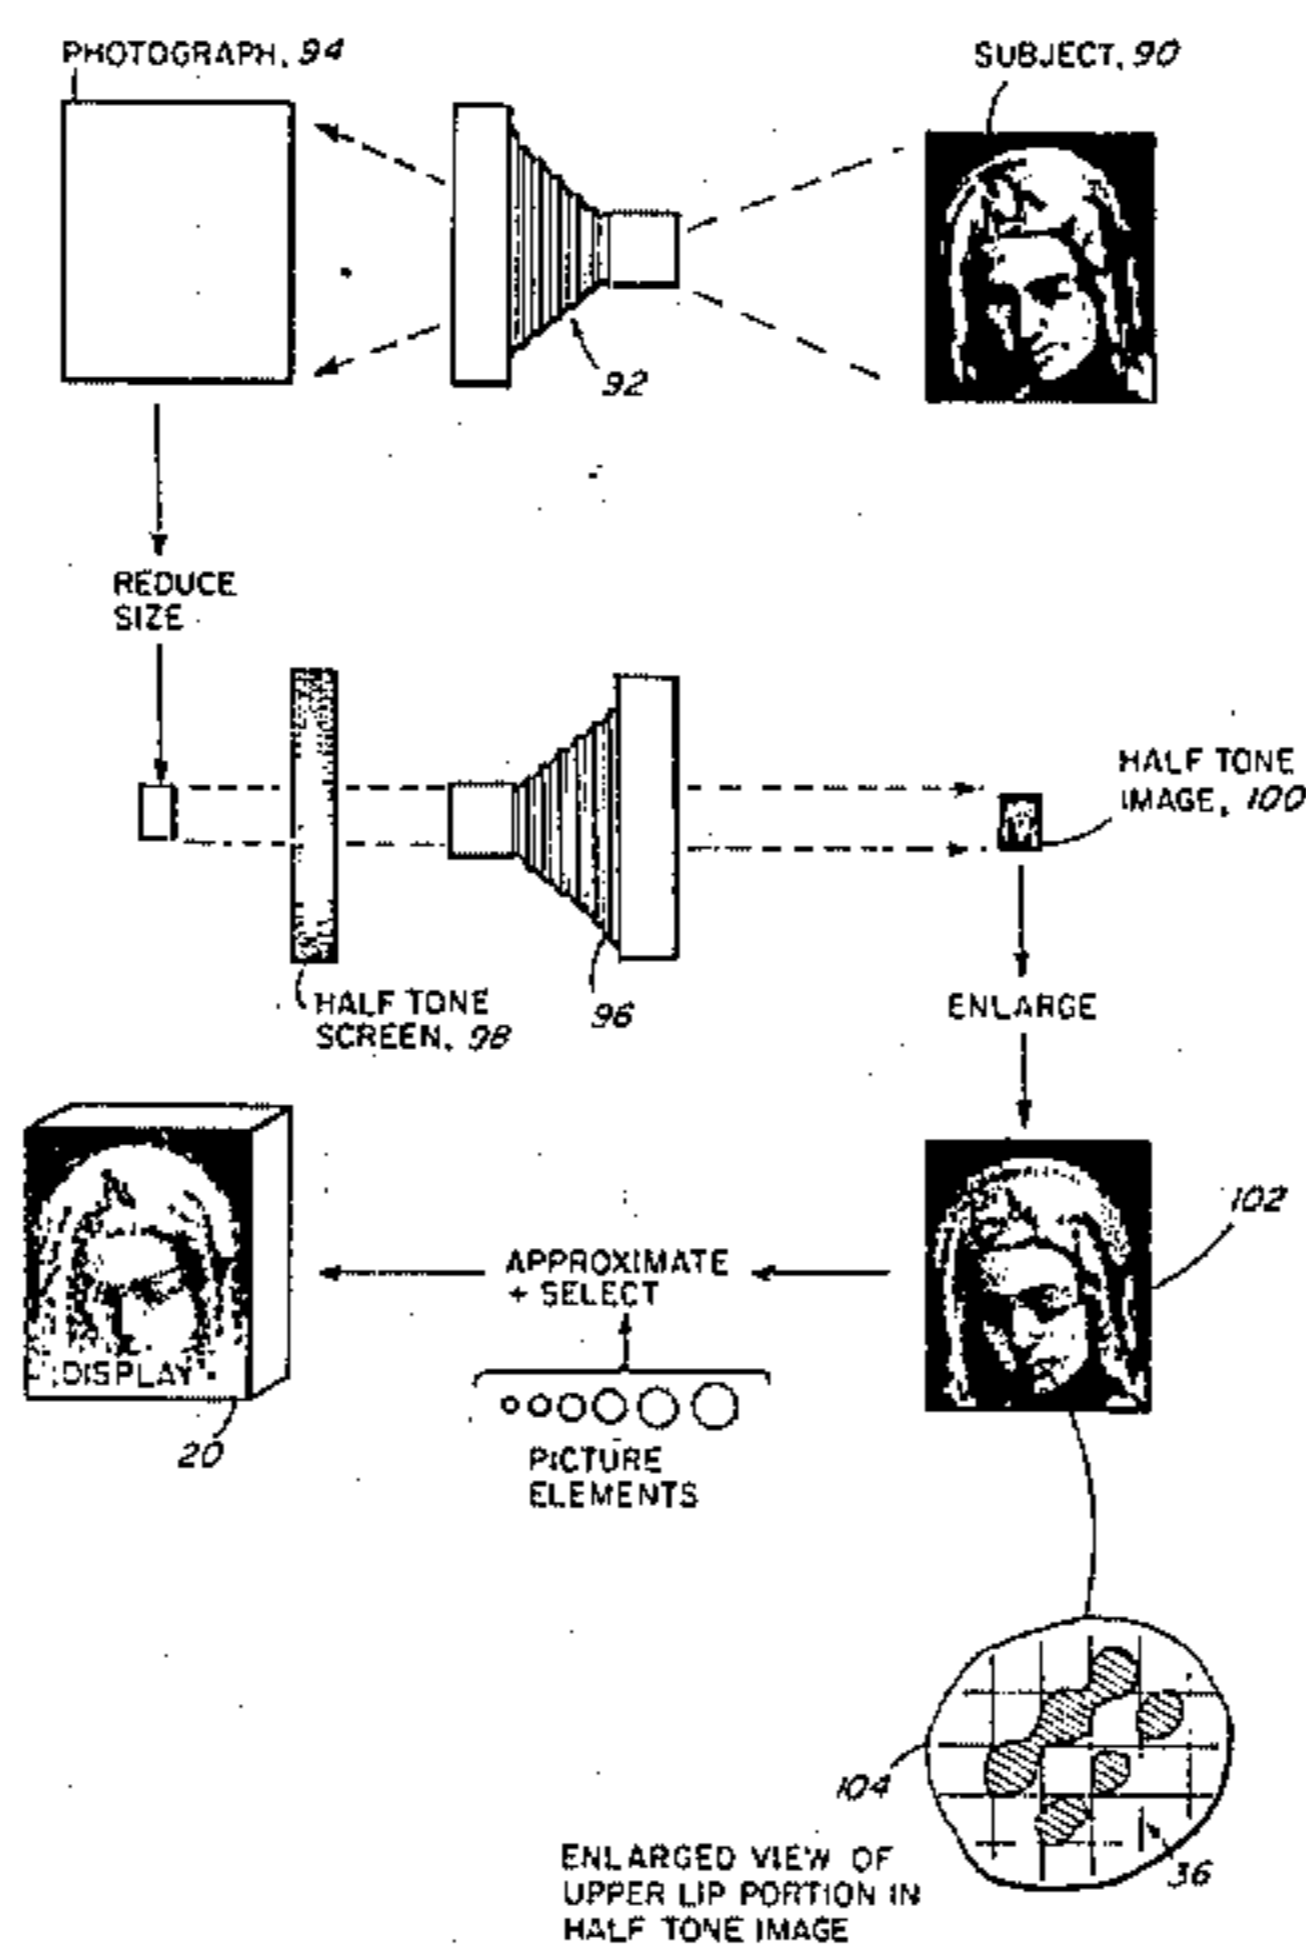 PHOTOGRAPH, 94
SUBJECT, 90
92
REDUCE
SIZE
HALF TONE
IMAGE, 100
HALF TONE
SCREEN, 98
96
ENLARGE
102
APPROXIMATE
+ SELECT
DISPLAY
20
PICTURE
ELEMENTS
104
36
ENLARGED VIEW OF
UPPER LIP PORTION IN
HALF TONE IMAGE